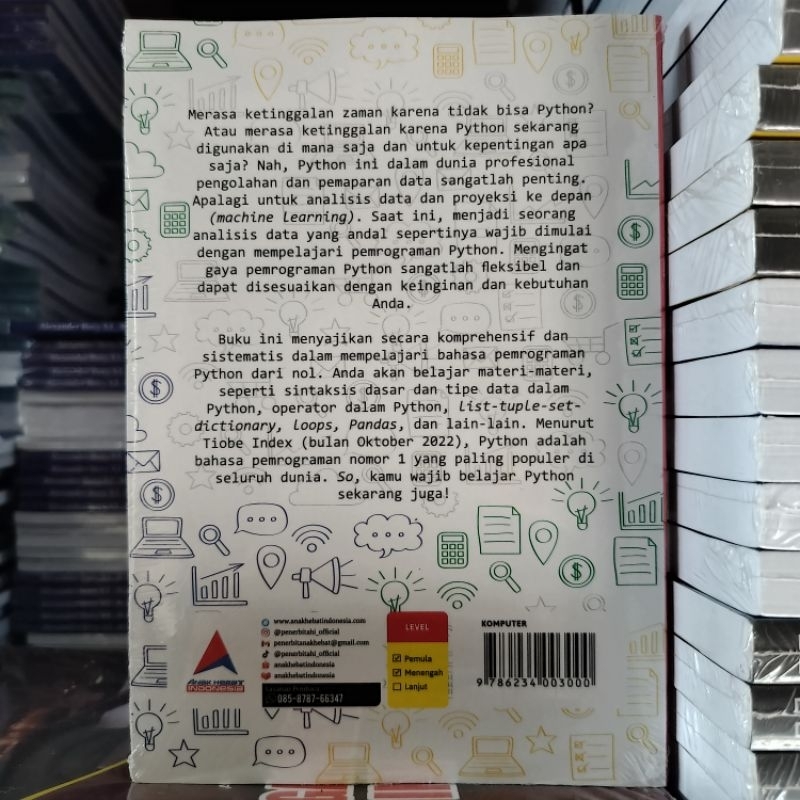 Merasa ketinggalan zaman karena tidak bisa Python?
Atau merasa ketinggalan karena Python sekarang
digunakan di mana saja dan untuk kepentingan apa
saja? Nah, Python ini dalam dunia profesional
pengolahan dan pemaparan data sangatlah penting.
Apalagi untuk analisis data dan proyeksi ke depan
(machine learning). Saat ini, menjadi seorang
analisis data yang andal sepertinya wajib dimulai
dengan mempelajari pemrograman Python. Mengingat
gaya pemrograman Python sangatlah fleksibel dan
dapat disesuaikan dengan keinginan dan kebutuhan
Anda.
Buku ini menyajikan secara komprehensif dan
sistematis dalam mempelajari bahasa pemrograman
Python dari nol. Anda akan belajar materi-materi,
seperti sintaksis dasar dan tipe data dalam
Python, operator dalam Python, list-tuple-set-
dictionary, loops, Pandas, dan lain-lain. Menurut
Tiobe Index (bulan Oktober 2022), Python adalah
bahasa pemrograman nomor 1 yang paling populer di
seluruh dunia. So, kamu wajib belajar Python
sekarang juga!
ANAK HEBAT
INDONESIA
www.anakhebatindonesia.com
@penerbitahi_official
penerbitanakhebat@gmail.com
@penerbitahi_official
anakhebatindonesia
anakhebatindonesia
Layanan Pembaca
085-8787-66347
LEVEL
Pemula
Menengah
Lanjut
KOMPUTER
9 786234 003000